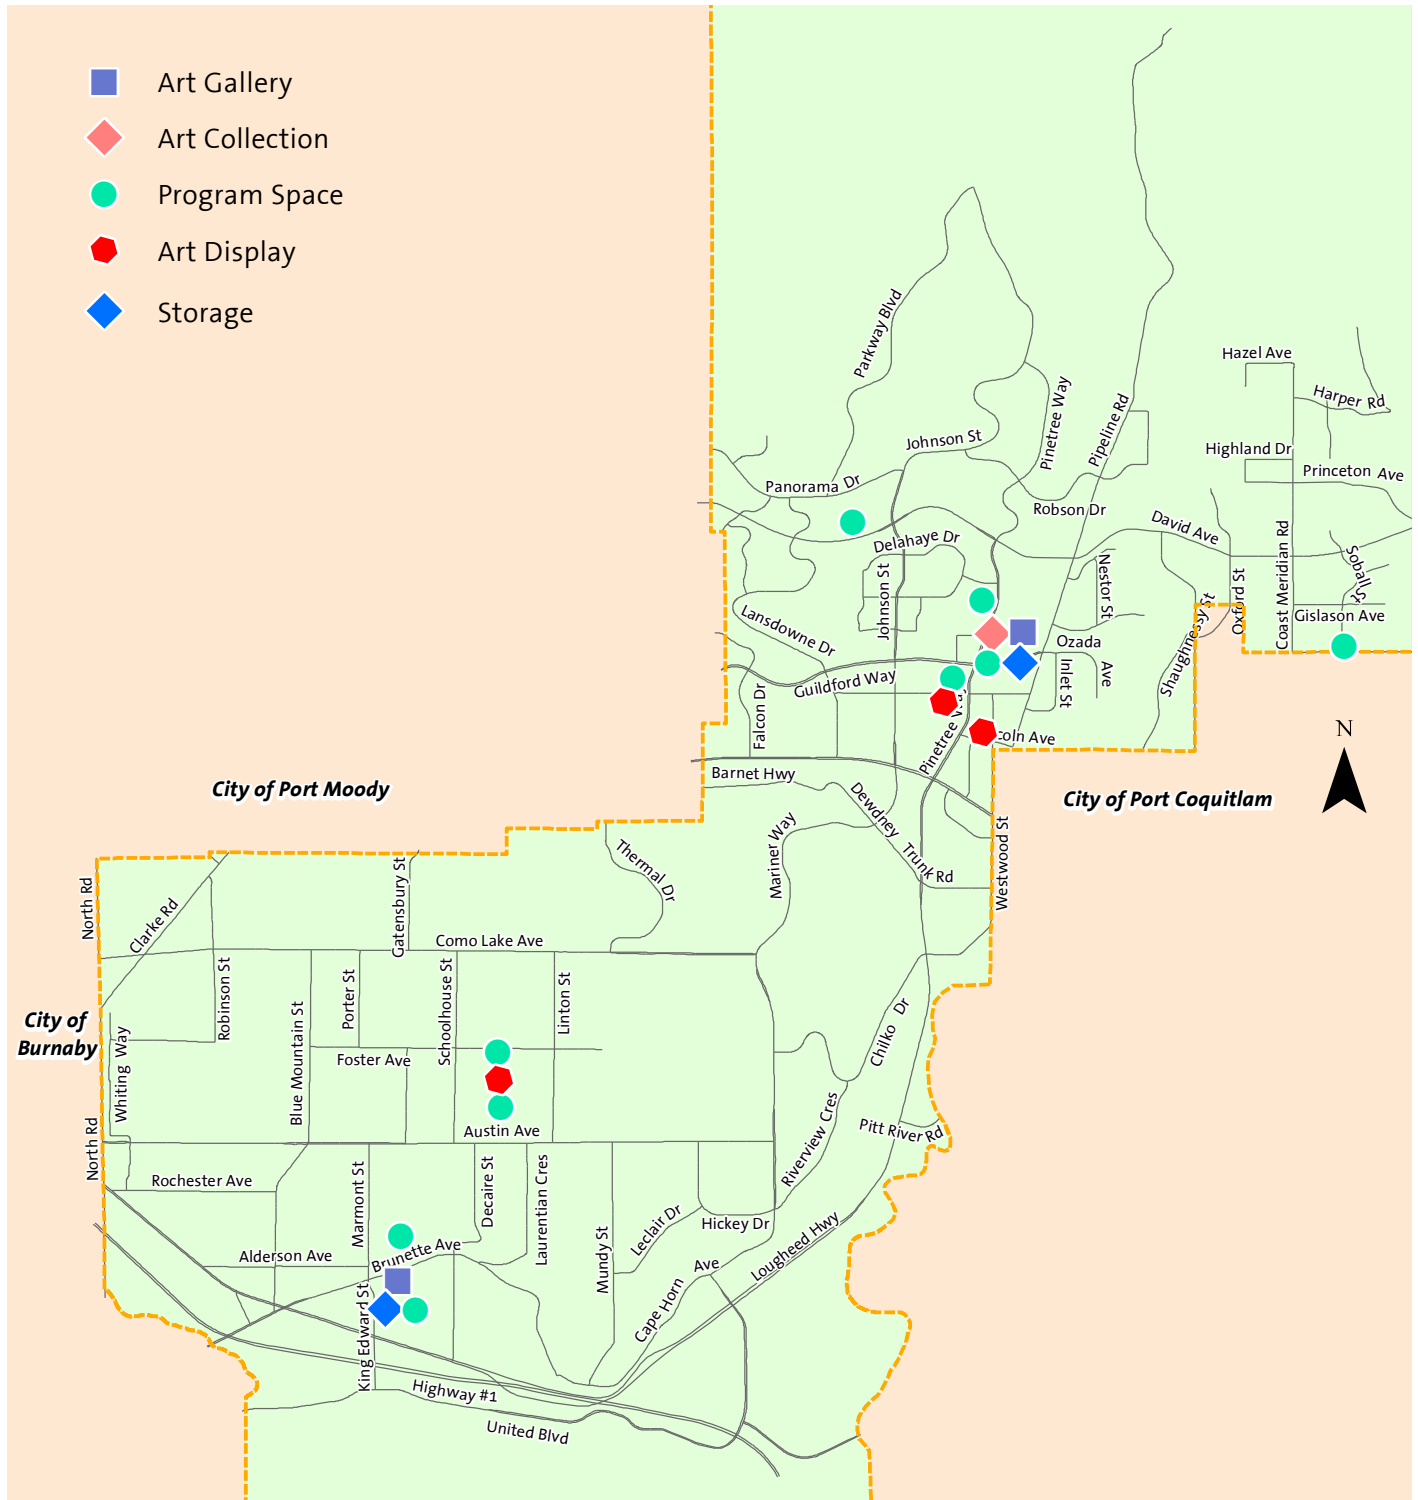 Art Gallery
Art Collection
Program Space
Art Display
Storage
Parkway Blvd
Hazel Ave
Harper Rd
Pinetree Way
Pipeline Rd
Johnson St
Highland Dr
Princeton Ave
Panorama Dr
Robson Dr
David Ave
Delahaye Dr
Coast Meridian Rd
Soball St
Nestor St
Johnson St
Oxford St
Shaughnessy St
Gislason Ave
Lansdowne Dr
Ozada Ave
Inlet St
Guildford Way
Falcon Dr
Pinetree W
coln Ave
N
Barnet Hwy
City of Port Moody
City of Port Coquitlam
Dewdney Trunk Rd
Mariner Way
Westwood St
Thermal Dr
Gatensbury St
North Rd
Clarke Rd
Como Lake Ave
Robinson St
Porter St
Schoolhouse St
Linton St
Blue Mountain St
City of
Burnaby
Whiting Way
Foster Ave
Chilko Dr
Riverview Cres
Pitt River Rd
North Rd
Austin Ave
Rochester Ave
Marmont St
Decaire St
Laurentian Cres
Mundy St
Leclair Dr
Hickey Dr
Lougheed Hwy
Alderson Ave
Brunette Ave
Cape Horn Ave
King Edward St
Highway #1
United Blvd